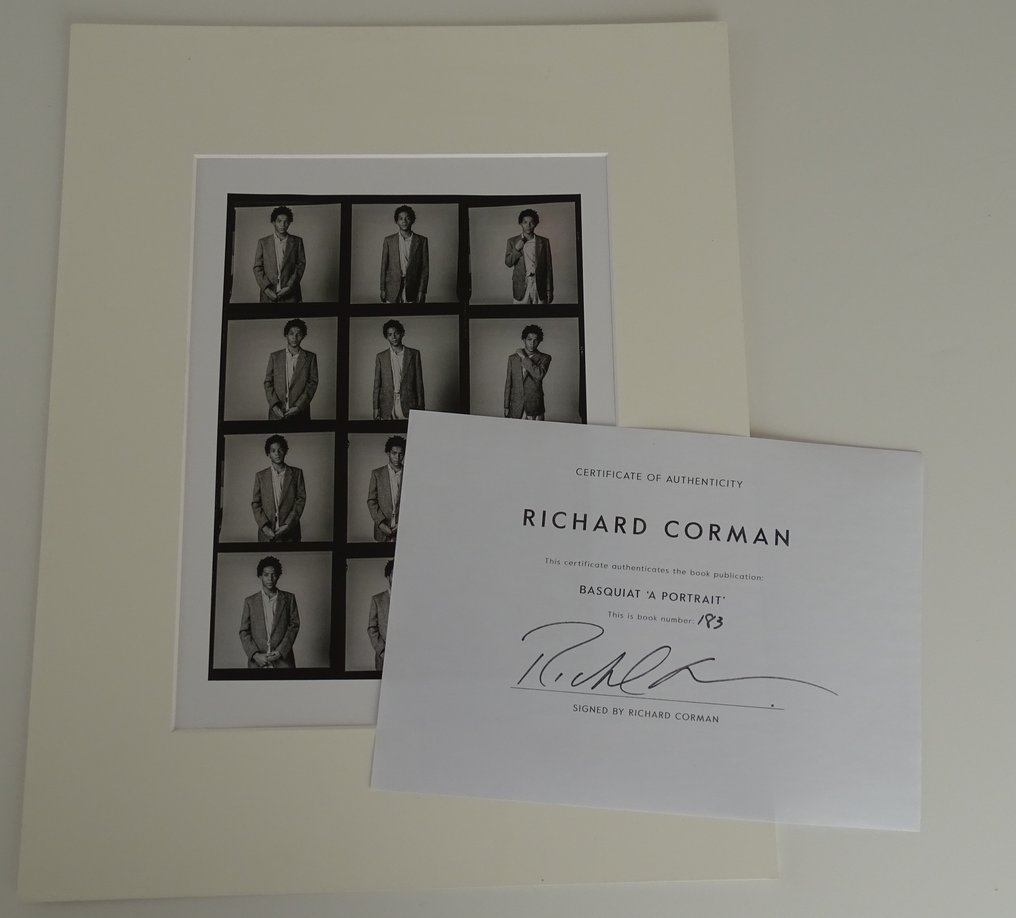 CERTIFICATE OF AUTHENTICITY
RICHARD CORMAN
This certificate authenticates the book publication:
BASQUIAT 'A PORTRAIT'
This is book number: 183
SIGNED BY RICHARD CORMAN